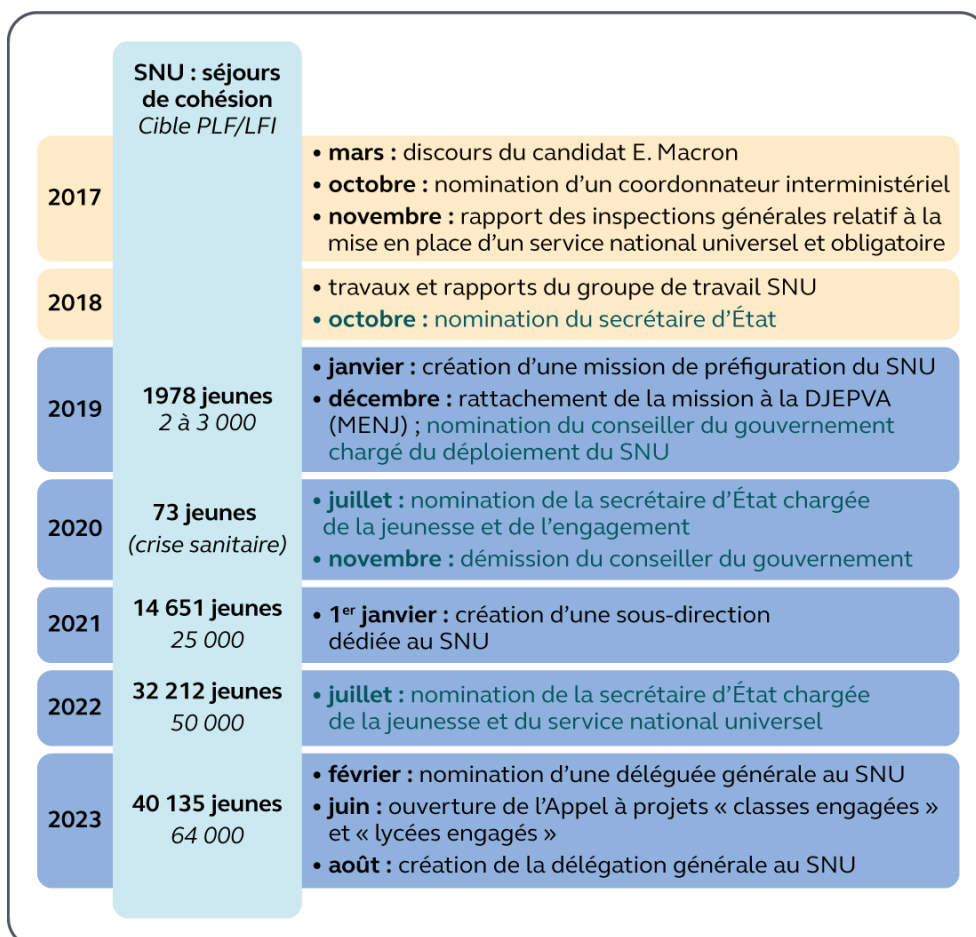 SNU : séjours
de cohésion
Cible PLF/LFI
2017
• mars : discours du candidat E. Macron
• octobre : nomination d’un coordonnateur interministériel
• novembre : rapport des inspections générales relatif à la
mise en place d’un service national universel et obligatoire
2018
• travaux et rapports du groupe de travail SNU
• octobre : nomination du secrétaire d’État
2019
1978 jeunes
2 à 3 000
• janvier : création d’une mission de préfiguration du SNU
• décembre : rattachement de la mission à la DJEPVA
(MENJ) ; nomination du conseiller du gouvernement
chargé du déploiement du SNU
2020
73 jeunes
(crise sanitaire)
• juillet : nomination de la secrétaire d’État chargée
de la jeunesse et de l’engagement
• novembre : démission du conseiller du gouvernement
2021
14 651 jeunes
25 000
• 1er janvier : création d’une sous-direction
dédiée au SNU
2022
32 212 jeunes
50 000
• juillet : nomination de la secrétaire d’État chargée
de la jeunesse et du service national universel
2023
40 135 jeunes
64 000
• février : nomination d’une déléguée générale au SNU
• juin : ouverture de l’Appel à projets « classes engagées »
et « lycées engagés »
• août : création de la délégation générale au SNU